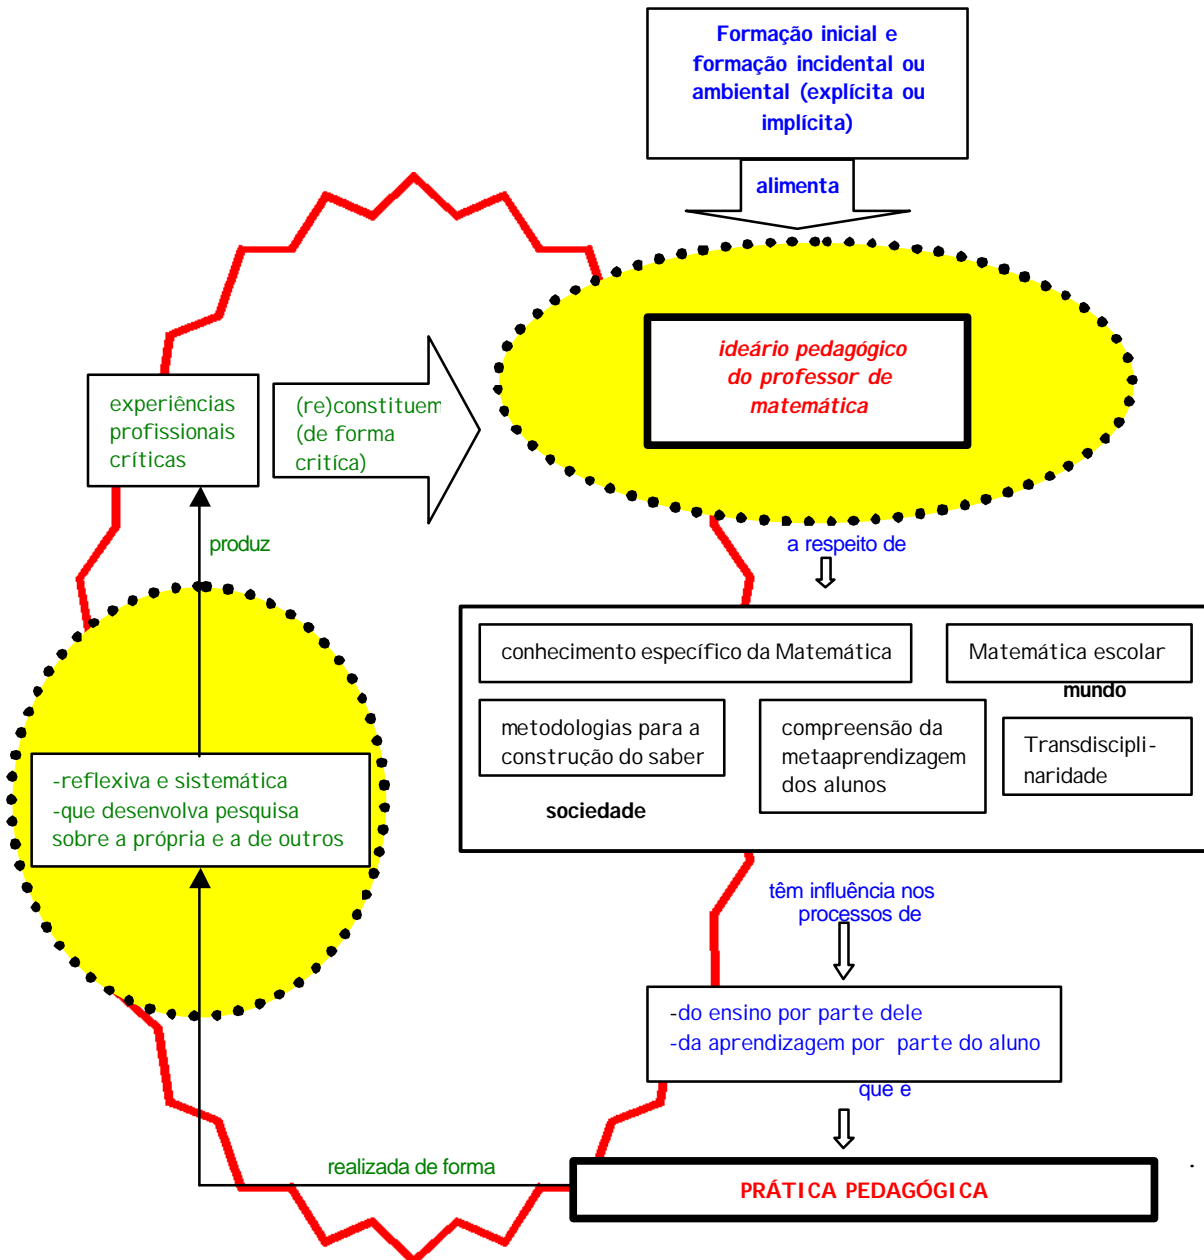 Formação inicial e
formação incidental ou
ambiental (explícita ou
implícita)
alimenta
ideário pedagógico
do professor de
matemática
experiências
profissionais
críticas
(re)constituem
(de forma
critíca)
produz
a respeito de
conhecimento específico da Matemática
Matemática escolar
mundo
metodologias para a
construção do saber
compreensão da
metaaprendizagem
dos alunos
Transdiscipli-
naridade
sociedade
-reflexiva e sistemática
-que desenvolva pesquisa
sobre a própria e a de outros
têm influência nos
processos de
-do ensino por parte dele
-da aprendizagem por parte do aluno
que e
realizada de forma
PRÁTICA PEDAGÓGICA
.